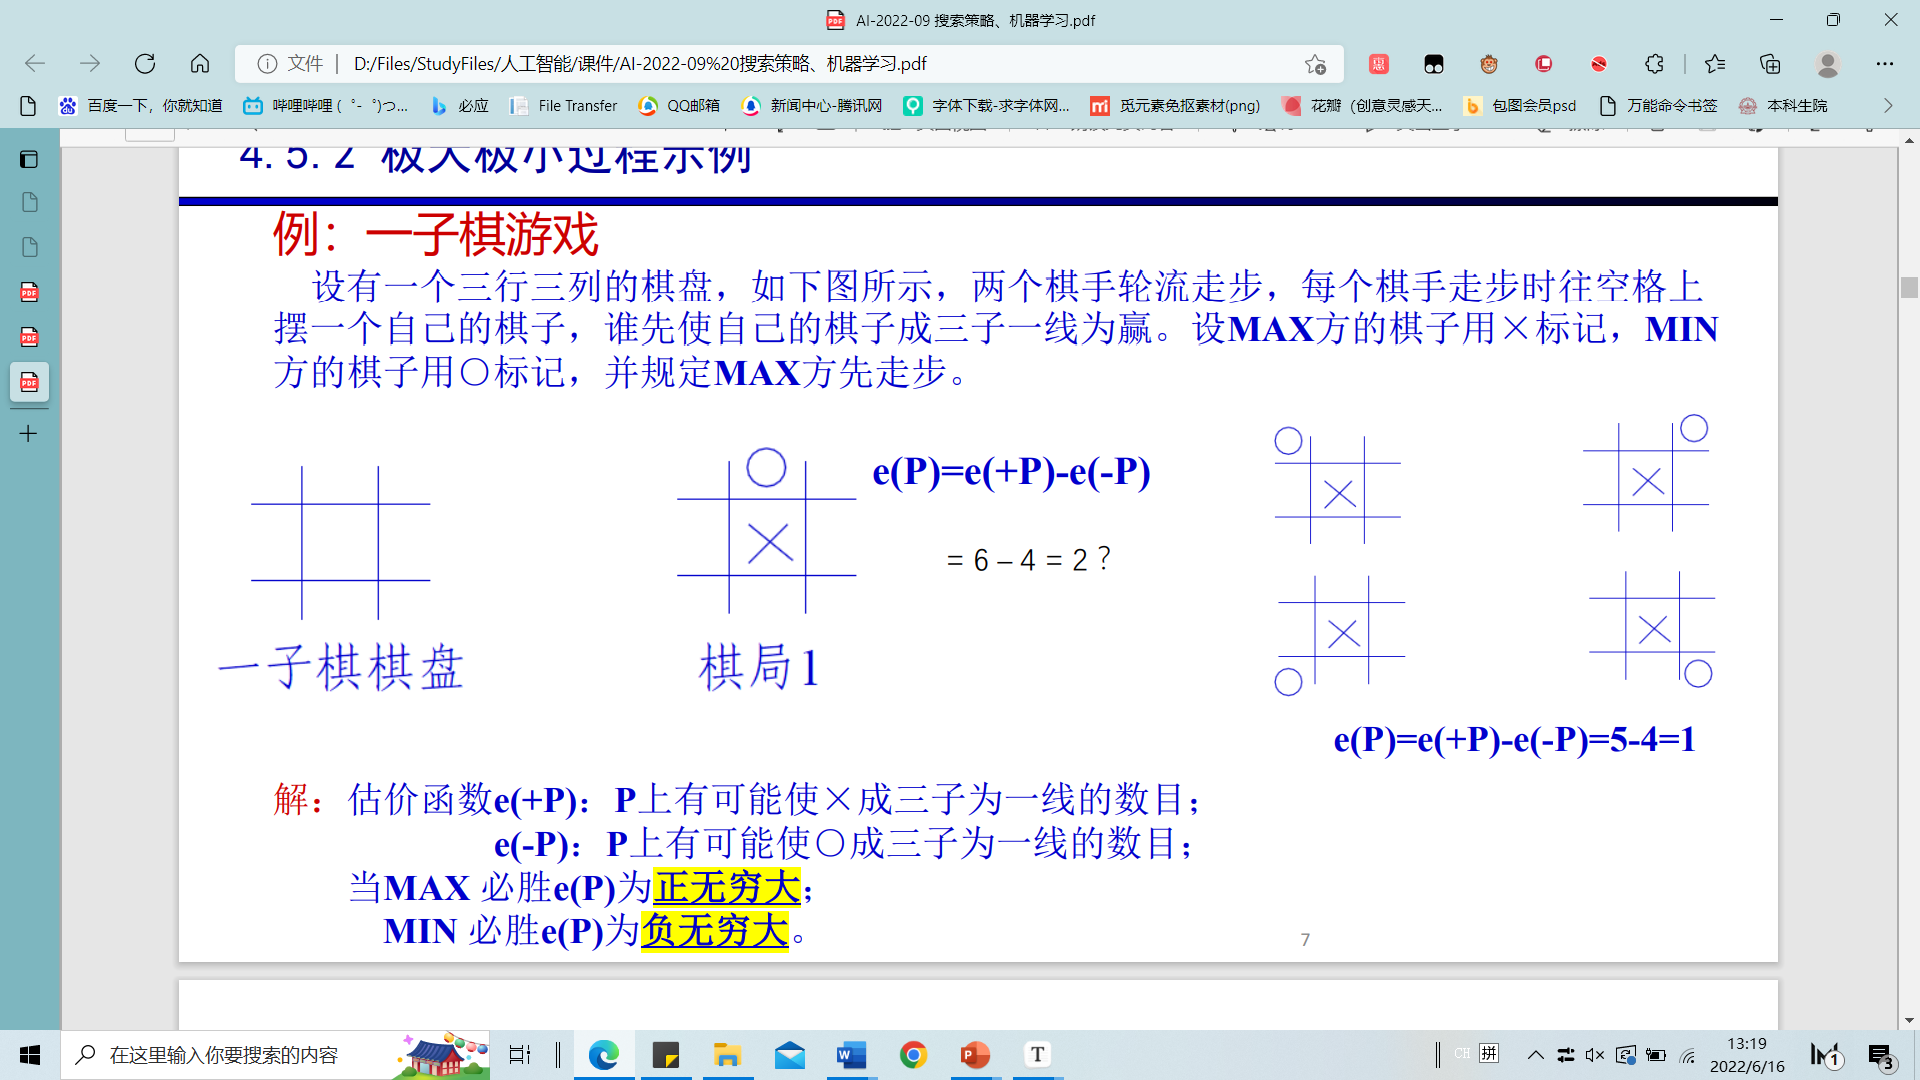 AI-2022-09 搜索策略、机器学习.pdf
文件 | D:/Files/StudyFiles/人工智能/课件/AI-2022-09%20搜索策略、机器学习.pdf
百度一下，你就知道 哔哩哔哩 (゜-゜)つ... 必应 File Transfer QQ邮箱 新闻中心-腾讯网 字体下载-求字体网... 觅元素免抠素材(png) 花瓣（创意灵感天... 包图会员psd 万能命令书签 本科生院
4.5.2 极大极小过程示例
例：一子棋游戏
设有一个三行三列的棋盘，如下图所示，两个棋手轮流走步，每个棋手走步时往空格上
摆一个自己的棋子，谁先使自己的棋子成三子一线为赢。设MAX方的棋子用×标记，MIN
方的棋子用〇标记，并规定MAX方先走步。
e(P)=e(+P)-e(-P)
= 6 – 4 = 2 ?
一子棋棋盘
棋局1
e(P)=e(+P)-e(-P)=5-4=1
解：估价函数e(+P)：P上有可能使×成三子为一线的数目；
e(-P)：P上有可能使〇成三子为一线的数目；
当MAX 必胜e(P)为正无穷大；
MIN 必胜e(P)为负无穷大。
7
在这里输入你要搜索的内容
CH 拼
13:19
2022/6/16
1
3